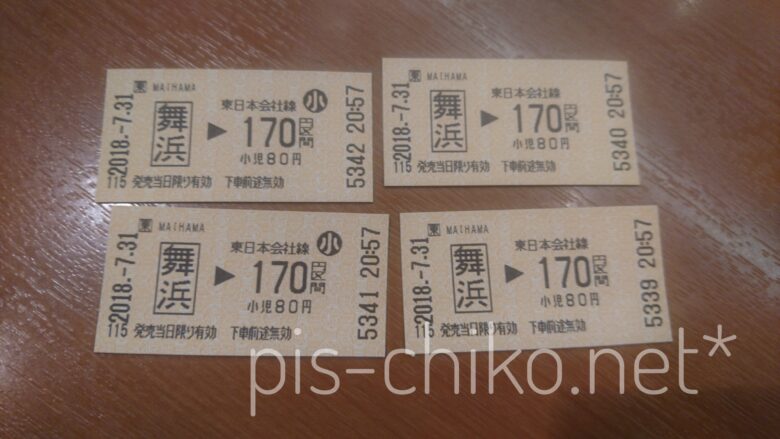 東 MAIHAMA
東日本会社線 小
舞浜 ▶ 170円区間
小児80円
115 発売当日限り有効 下車前途無効
2018.-7.31
5342 20:57
東 MAIHAMA
東日本会社線
舞浜 ▶ 170円区間
小児80円
115 発売当日限り有効 下車前途無効
2018.-7.31
5340 20:57
東 MAIHAMA
東日本会社線 小
舞浜 ▶ 170円区間
小児80円
115 発売当日限り有効 下車前途無効
2018.-7.31
5341 20:57
東 MAIHAMA
東日本会社線
舞浜 ▶ 170円区間
小児80円
115 発売当日限り有効 下車前途無効
2018.-7.31
5339 20:57
pis-chiko.net*